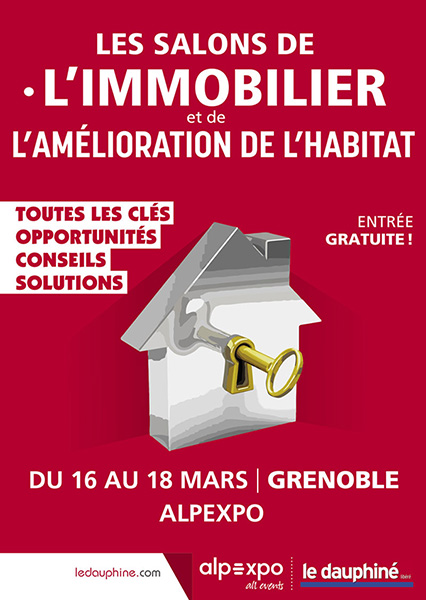 LES SALONS DE
• L'IMMOBILIER
et de
L'AMÉLIORATION DE L'HABITAT
TOUTES LES CLÉS
OPPORTUNITÉS
CONSEILS
SOLUTIONS
ENTRÉE
GRATUITE !
DU 16 AU 18 MARS | GRENOBLE
ALPEXPO
ledauphine.com
alpexpo
all events
le dauphiné
libéré